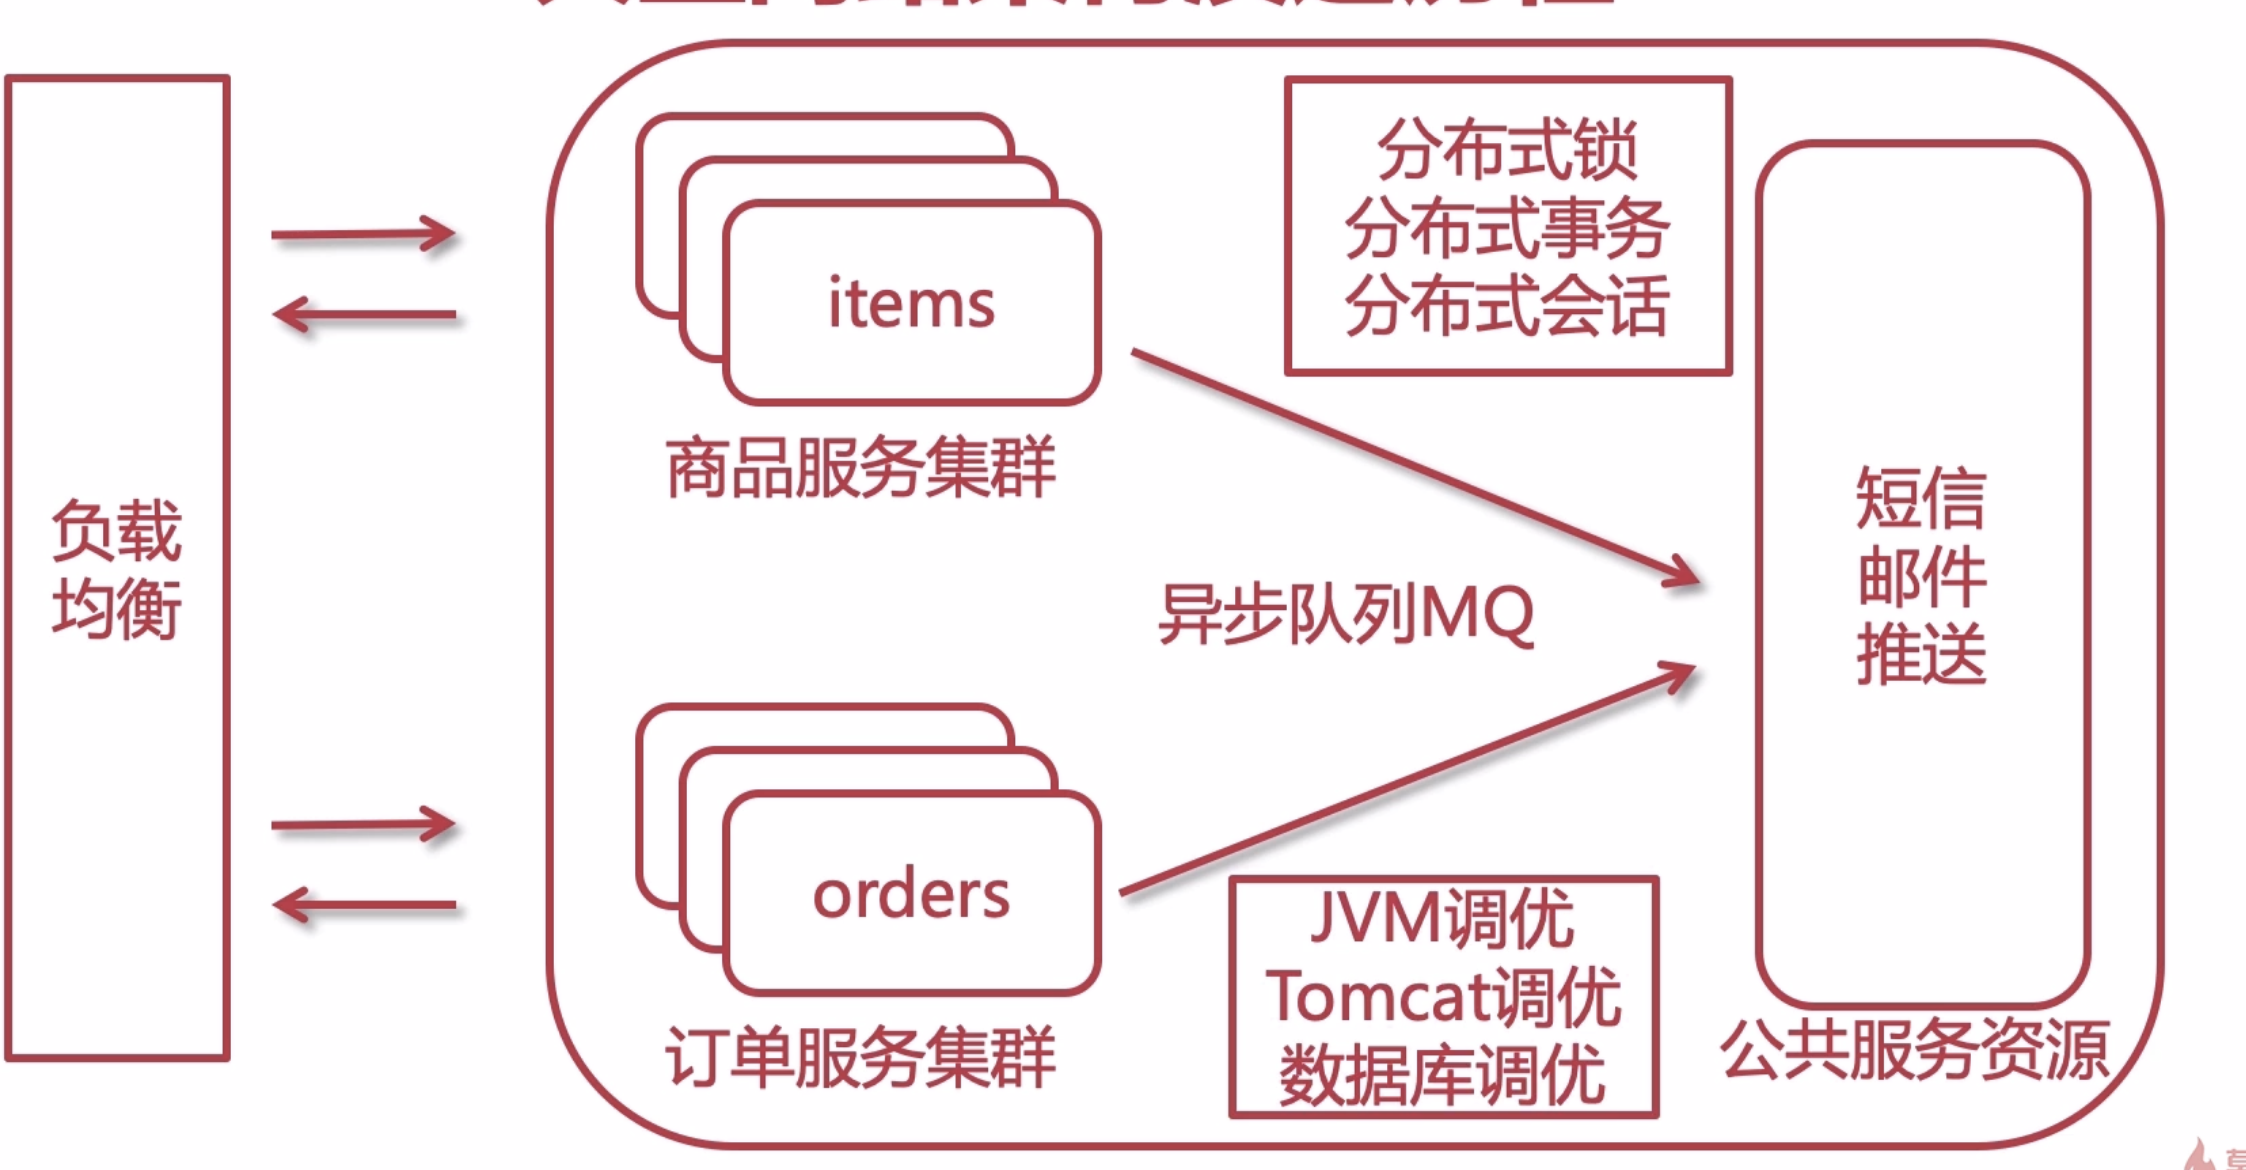 负载
均衡
items
商品服务集群
分布式锁
分布式事务
分布式会话
异步队列MQ
短信
邮件
推送
orders
订单服务集群
JVM调优
Tomcat调优
数据库调优
公共服务资源